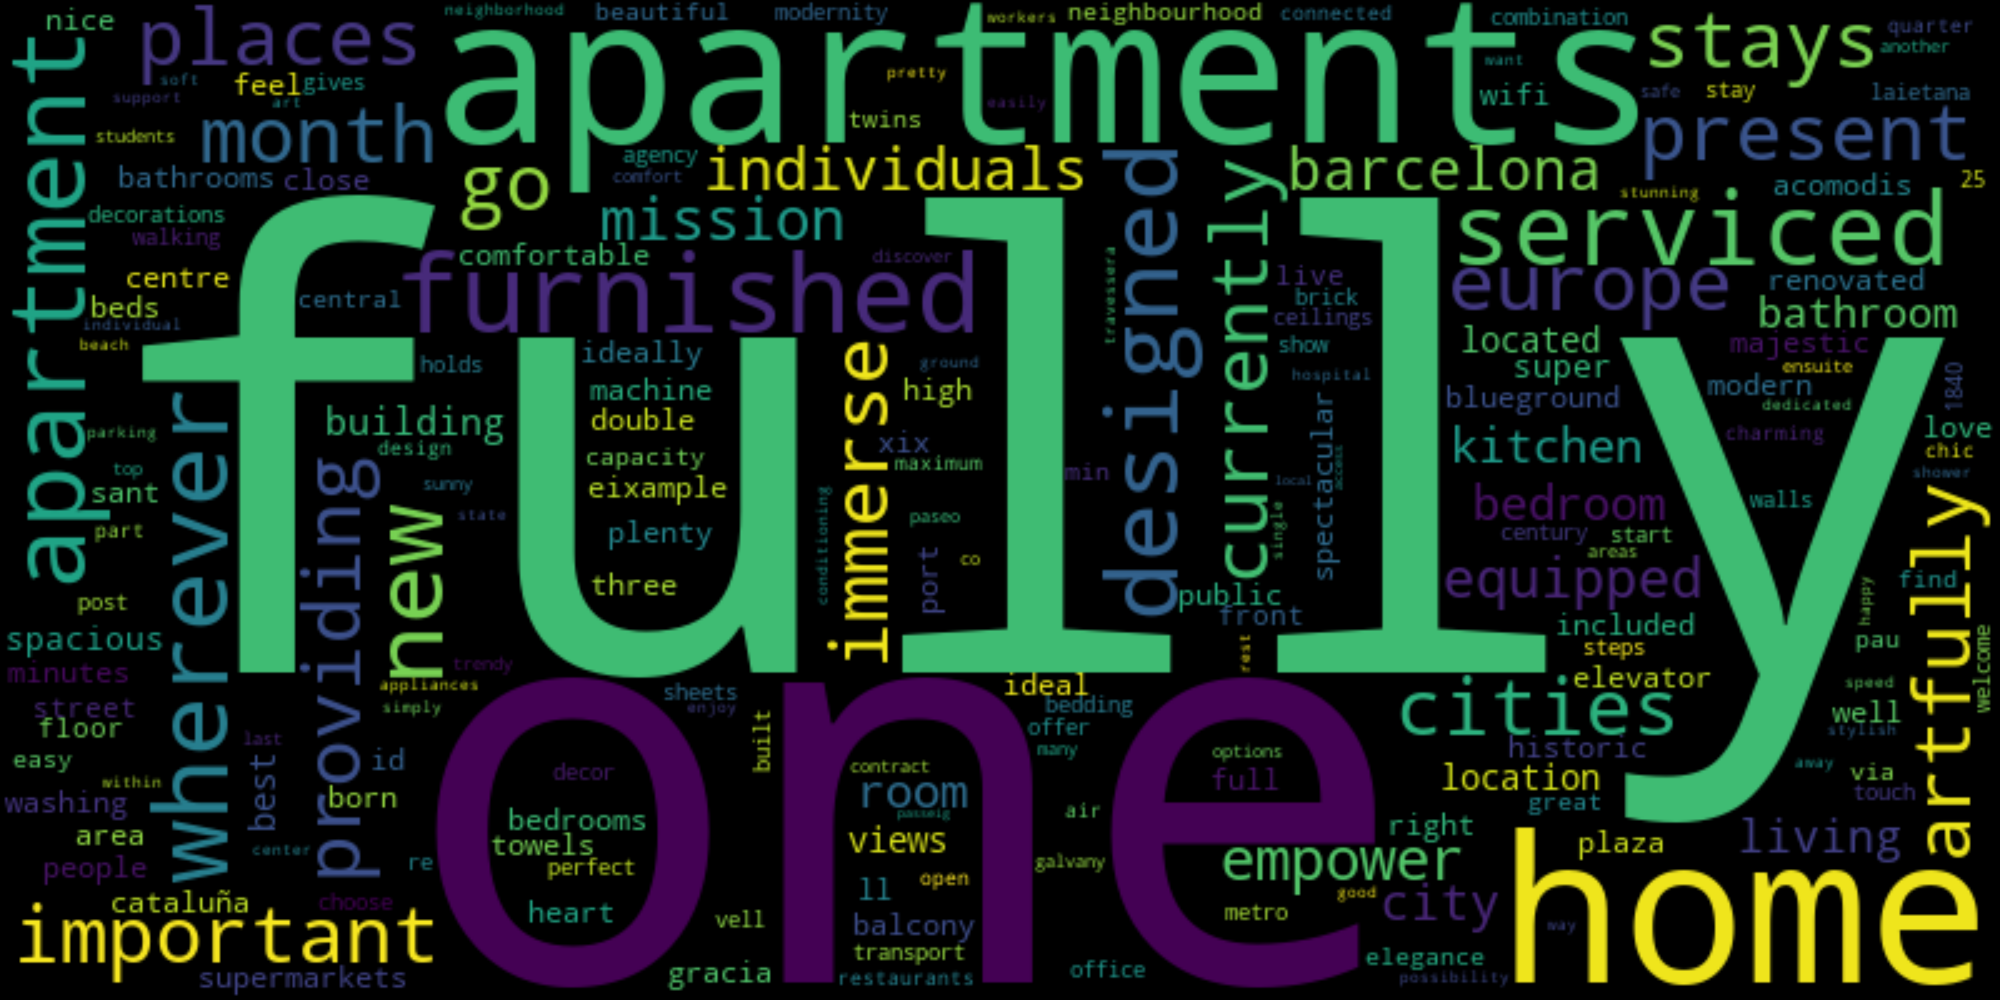 nice
neighborhood
beautiful
modernity
workers
neighbourhood
connected
combination
quarter
another
places
apartments
stays
soft
feel
gives
art
pretty
want
wifi
safe
stay
laietana
support
easily
apartment
students
month
twins
present
bathrooms
close
agency
comfort
go
individuals
designed
currently
barcelona
stunning
acomodis
25
decorations
walking
mission
serviced
comfortable
furnished
discover
travessera
live
brick
ceilings
europe
renovated
bathroom
centre
beds
individual
beach
central
fully
holds
ideally
machine
double
capacity
eixample
plenty
three
immerse
ground
high
xix
maximum
min
show
hospital
located
super
majestic
ensuite
modern
dedicated
1840
blueground
charming
love
chic
shower
parking
wherever
building
design
top
sant
part
providing
sunny
state
new
conditioning
paseo
port
co
single
local
access
spectacular
kitchen
bedroom
century
start
areas
walls
equipped
find
artfully
happy
pau
welcome
post
spacious
minutes
street
floor
easy
within
washing
area
people
public
front
rest
included
steps
elevator
speed
well
stylish
trendy
appliances
simply
sheets
enjoy
built
ideal
bedding
offer
many
one
cities
historic
location
great
away
via
touch
last
best
id
born
center
re
decor
bedrooms
towels
perfect
heart
contract
room
passeig
views
ll
open
balcony
transport
restaurants
air
galvany
options
full
right
empower
metro
good
city
plaza
living
home
way
cataluña
choose
important
supermarkets
vell
gracia
office
elegance
possibility